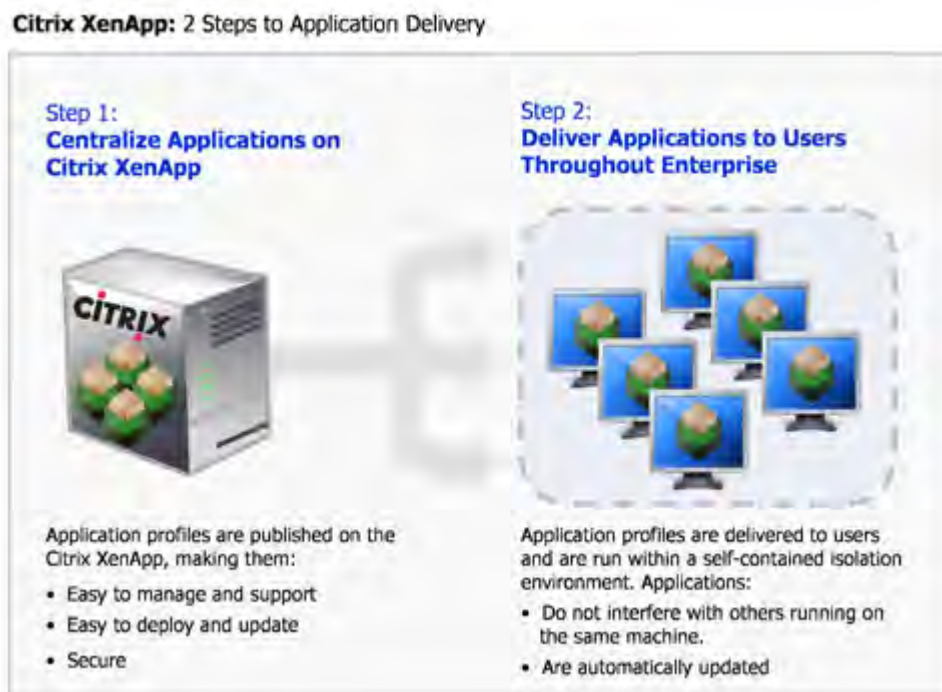 Citrix XenApp: 2 Steps to Application Delivery
Step 1:
Centralize Applications on
Citrix XenApp
CITRIX
Application profiles are published on the
Citrix XenApp, making them:
• Easy to manage and support
• Easy to deploy and update
• Secure
Step 2:
Deliver Applications to Users
Throughout Enterprise
Application profiles are delivered to users
and are run within a self-contained isolation
environment. Applications:
• Do not interfere with others running on
the same machine.
• Are automatically updated